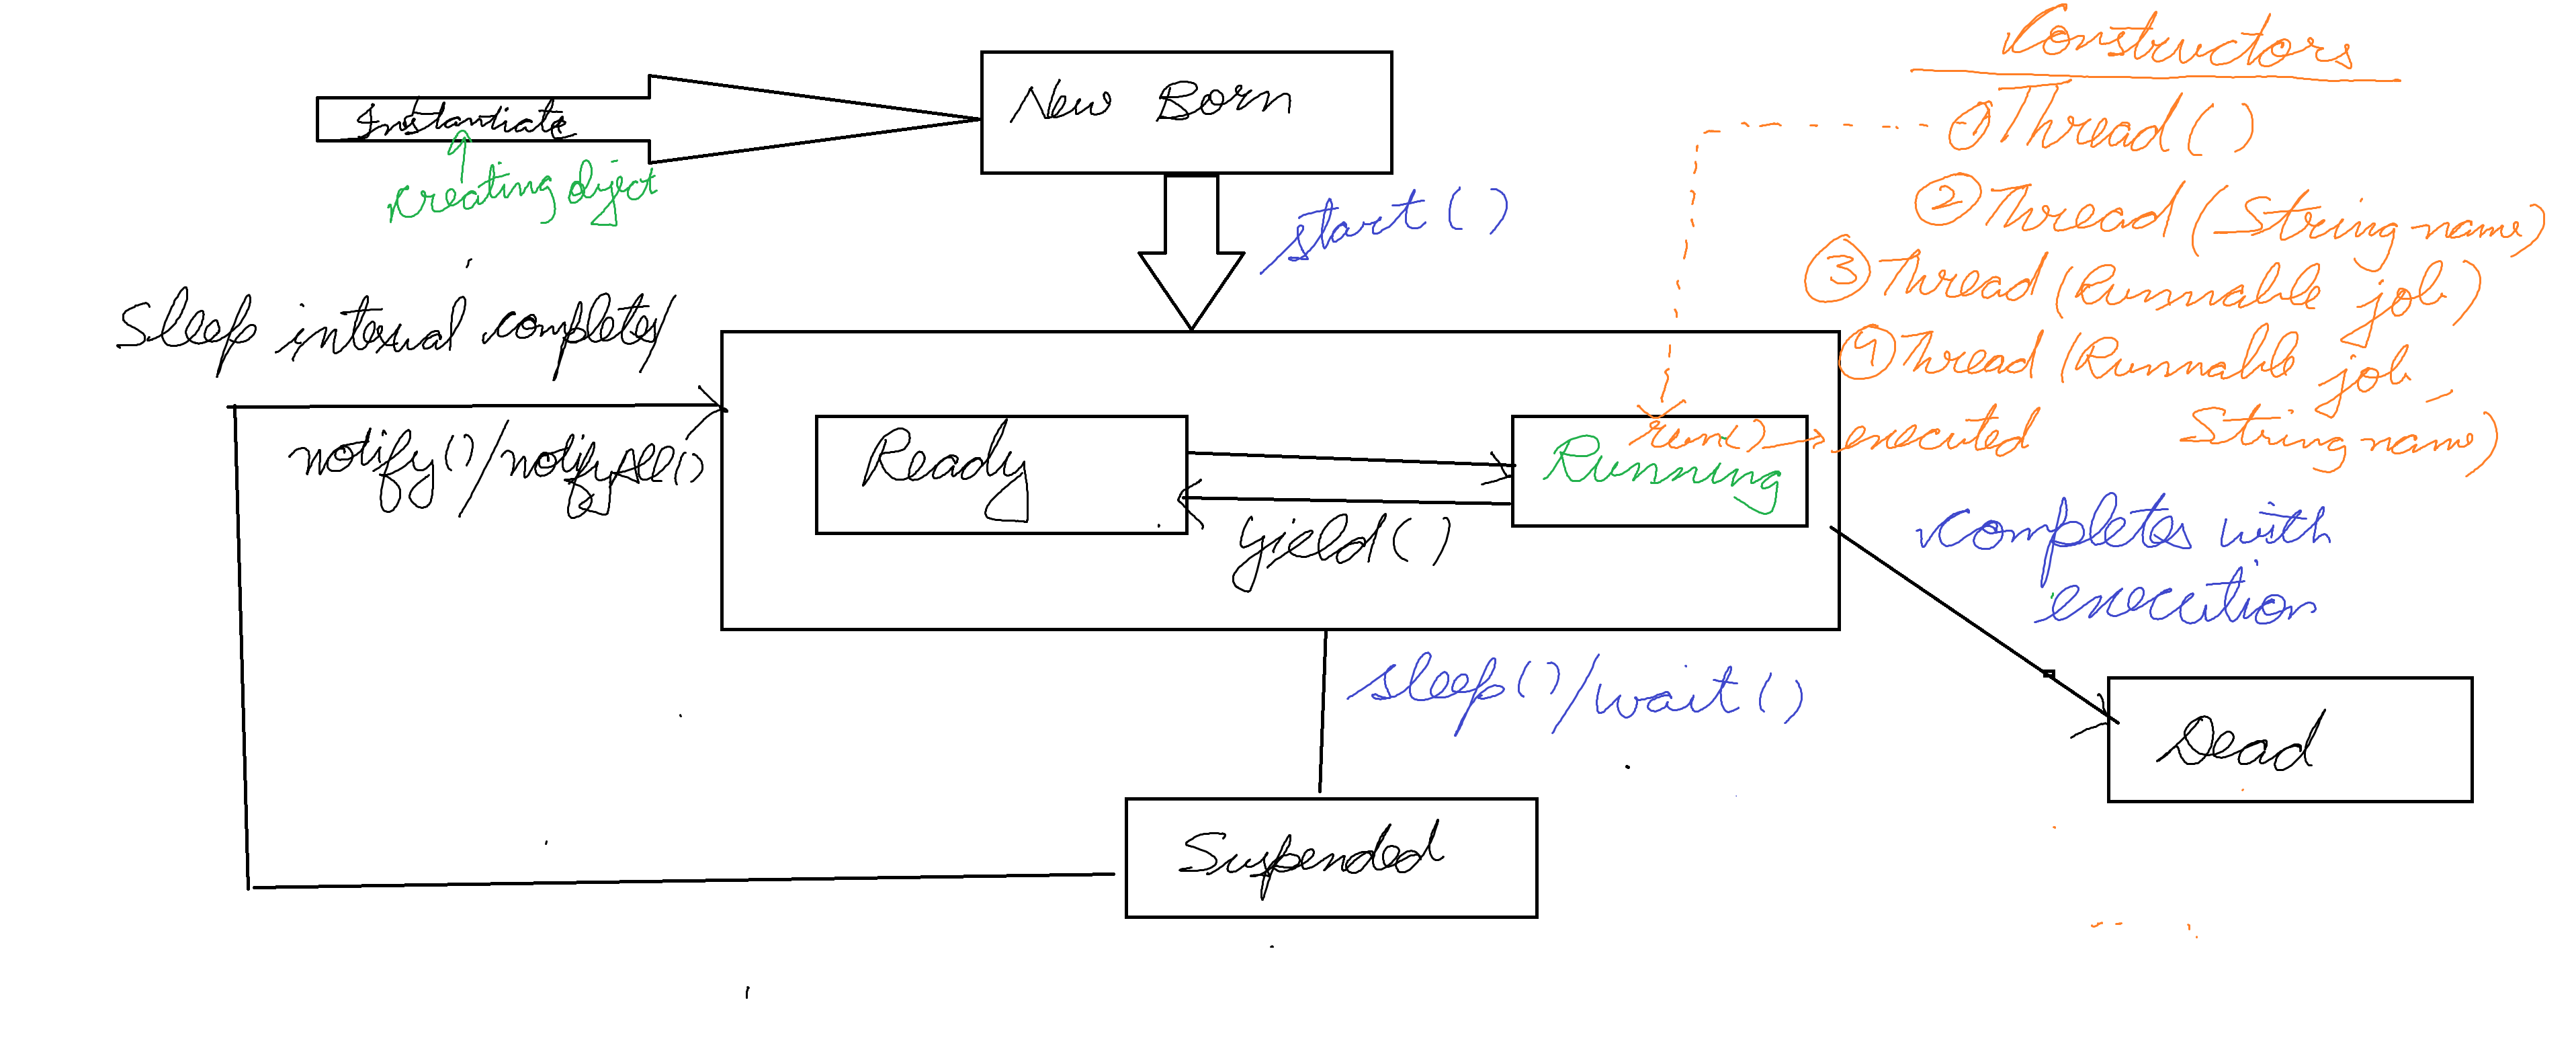 Constructors
Instantiate
New Born
① Thread ( )
creating object
start ( )
② Thread ( String name )
③ Thread ( Runnable job )
Sleep interval completes/
④ Thread ( Runnable job ,
String name )
notify()/notifyAll()
Ready
run() → executed
Running
yield ( )
completes with
execution
sleep()/wait()
Dead
Suspended